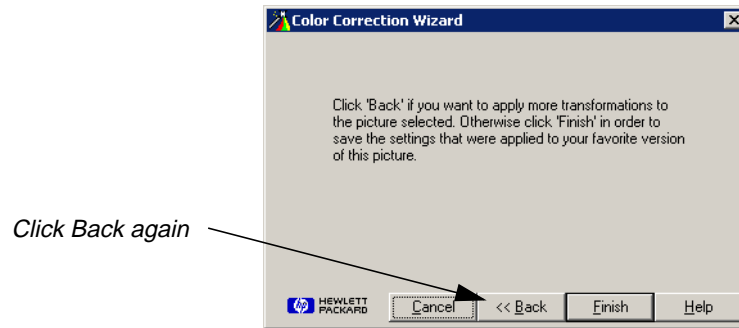 Color Correction Wizard
Click 'Back' if you want to apply more transformations to
the picture selected. Otherwise click 'Finish' in order to
save the settings that were applied to your favorite version
of this picture.
Click Back again
hp HEWLETT
PACKARD
Cancel
<< Back
Finish
Help